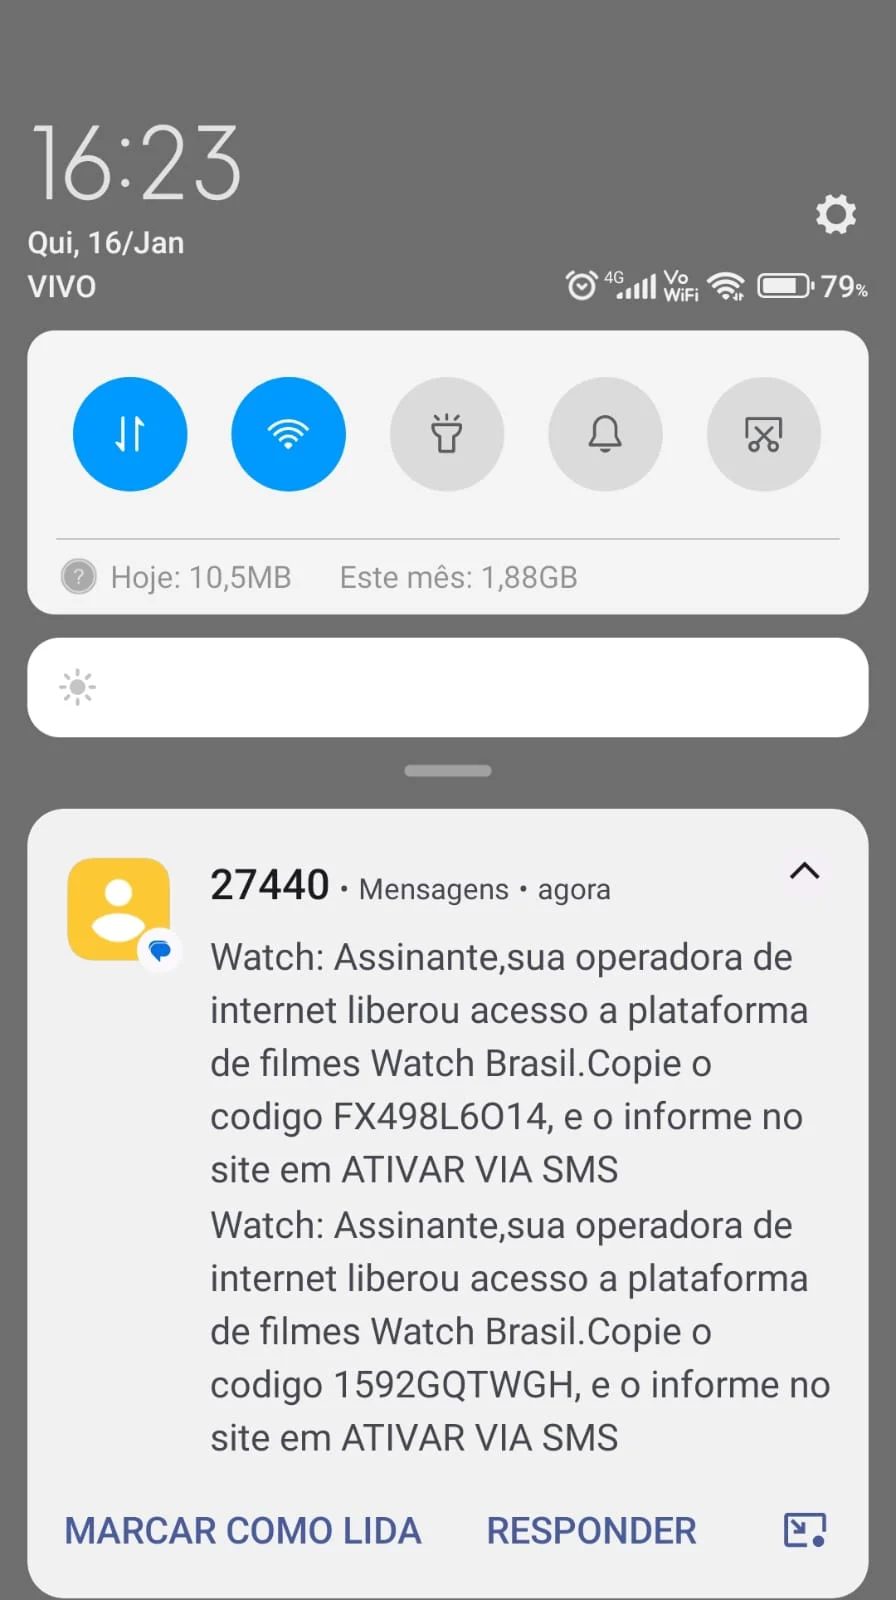 16:23
Qui, 16/Jan
VIVO
4G Vo WiFi 79%
Hoje: 10,5MB Este mês: 1,88GB
27440 • Mensagens • agora
Watch: Assinante,sua operadora de
internet liberou acesso a plataforma
de filmes Watch Brasil.Copie o
codigo FX498L6O14, e o informe no
site em ATIVAR VIA SMS
Watch: Assinante,sua operadora de
internet liberou acesso a plataforma
de filmes Watch Brasil.Copie o
codigo 1592GQTWGH, e o informe no
site em ATIVAR VIA SMS
MARCAR COMO LIDA RESPONDER